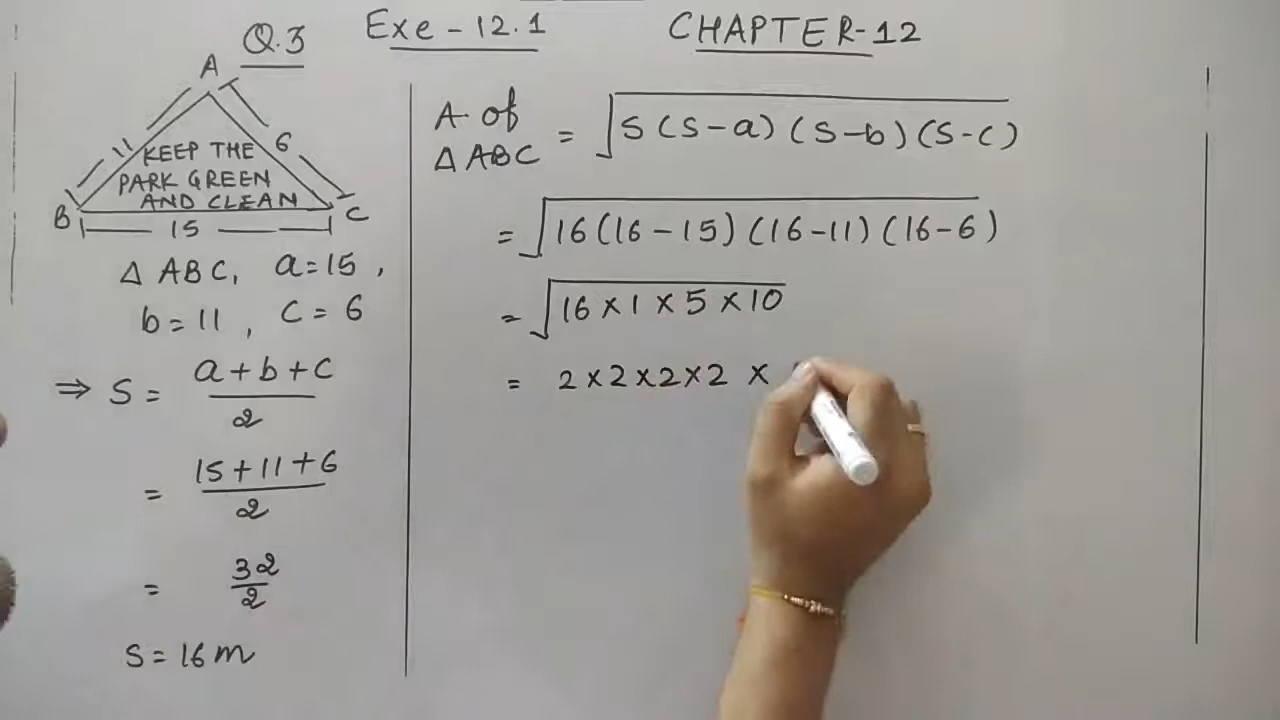 Q.3 Exe-12.1 CHAPTER-12
A
11
6
KEEP THE
PARK GREEN
AND CLEAN
B
C
15
△ ABC, a=15,
b=11, c=6
⇒ S = a+b+c/2
= 15+11+6/2
= 32/2
S=16m
A of
△ ABC = √S(S-a)(S-b)(S-c)
= √16(16-15)(16-11)(16-6)
= √16×1×5×10
= 2×2×2×2 ×